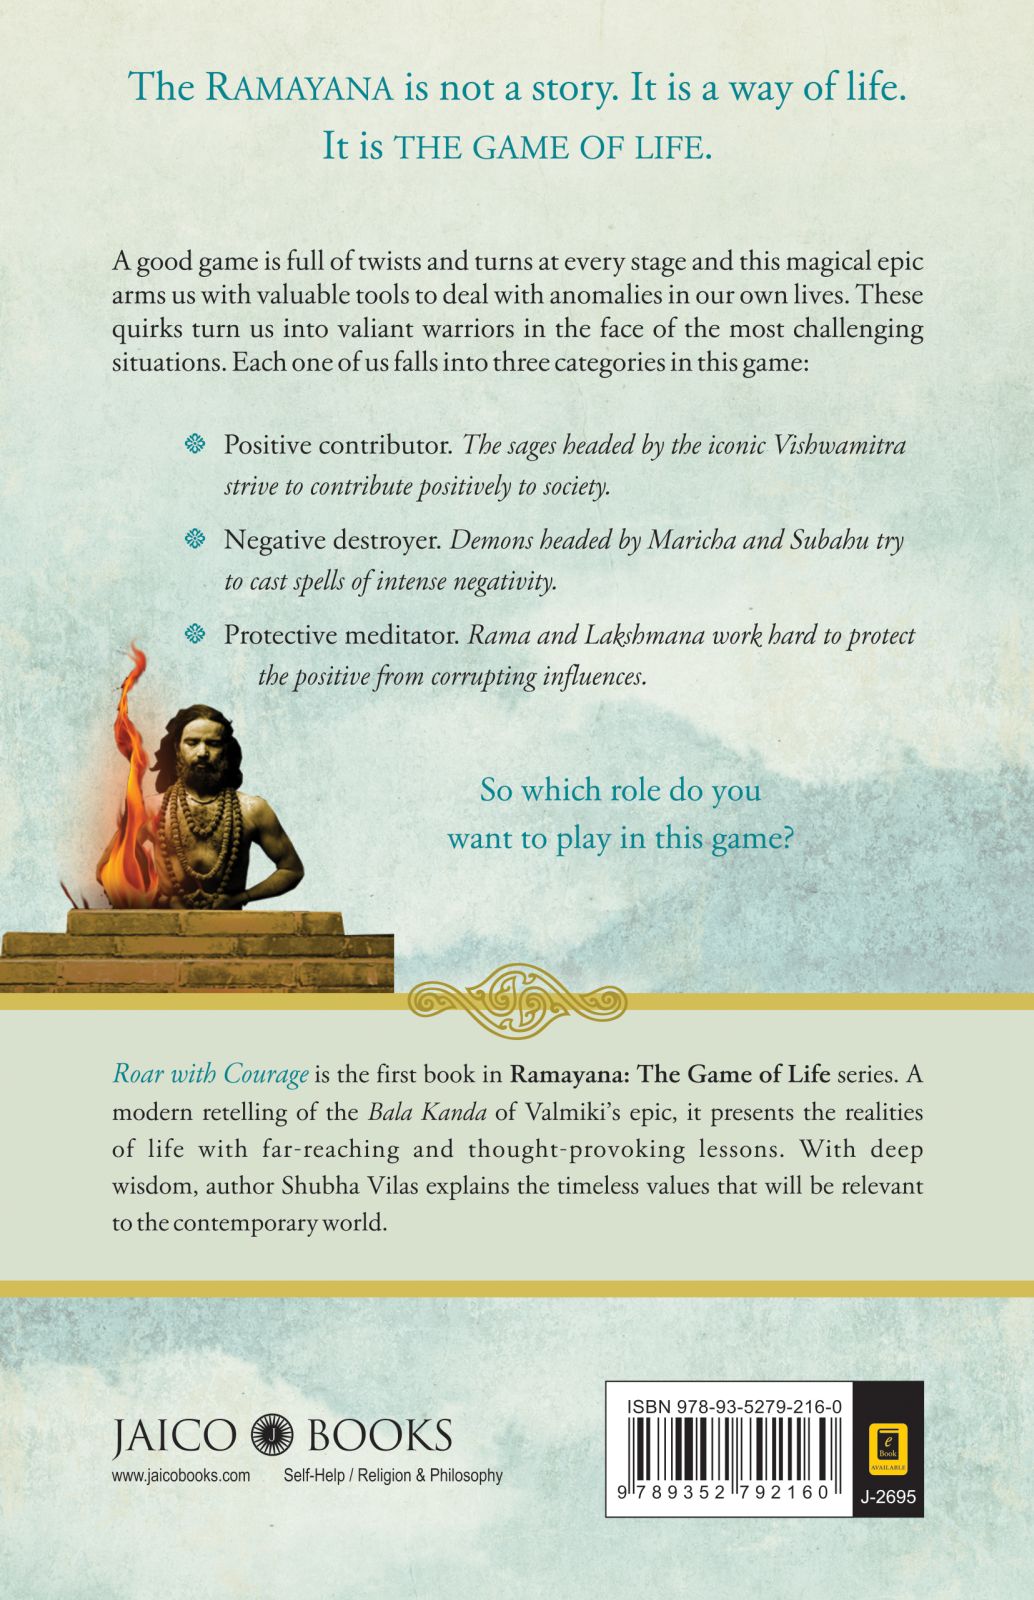 The RAMAYANA is not a story. It is a way of life.
It is THE GAME OF LIFE.
A good game is full of twists and turns at every stage and this magical epic
arms us with valuable tools to deal with anomalies in our own lives. These
quirks turn us into valiant warriors in the face of the most challenging
situations. Each one of us falls into three categories in this game:
Positive contributor. The sages headed by the iconic Vishwamitra
strive to contribute positively to society.
Negative destroyer. Demons headed by Maricha and Subahu try
to cast spells of intense negativity.
Protective meditator. Rama and Lakshmana work hard to protect
the positive from corrupting influences.
So which role do you
want to play in this game?
Roar with Courage is the first book in Ramayana: The Game of Life series. A
modern retelling of the Bala Kanda of Valmiki's epic, it presents the realities
of life with far-reaching and thought-provoking lessons. With deep
wisdom, author Shubha Vilas explains the timeless values that will be relevant
to the contemporary world.
JAICO J BOOKS
www.jaicobooks.com Self-Help / Religion & Philosophy
ISBN 978-93-5279-216-0
9 789352 792160
e
Book
AVAILABLE
J-2695